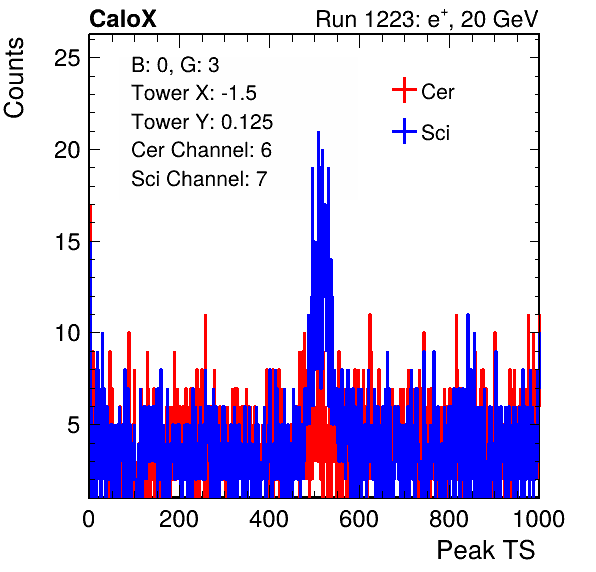 CaloX Run 1223: e⁺, 20 GeV
Counts
25
20
15
10
5
B: 0, G: 3
Tower X: -1.5
Tower Y: 0.125
Cer Channel: 6
Sci Channel: 7
Cer
Sci
0 200 400 600 800 1000
Peak TS